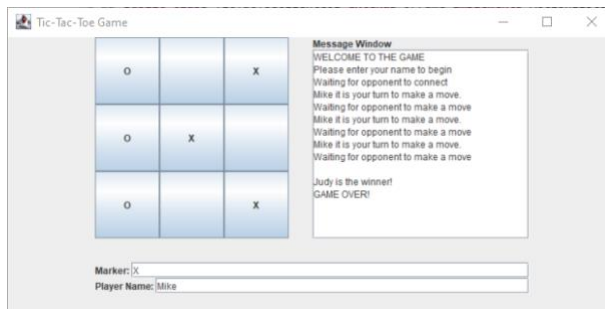 Tic-Tac-Toe Game
O X
O X
O X
Message Window
WELCOME TO THE GAME
Please enter your name to begin
Waiting for opponent to connect
Mike it is your turn to make a move.
Waiting for opponent to make a move
Mike it is your turn to make a move.
Waiting for opponent to make a move
Mike it is your turn to make a move.
Waiting for opponent to make a move
Judy is the winner!
GAME OVER!
Marker: X
Player Name: Mike